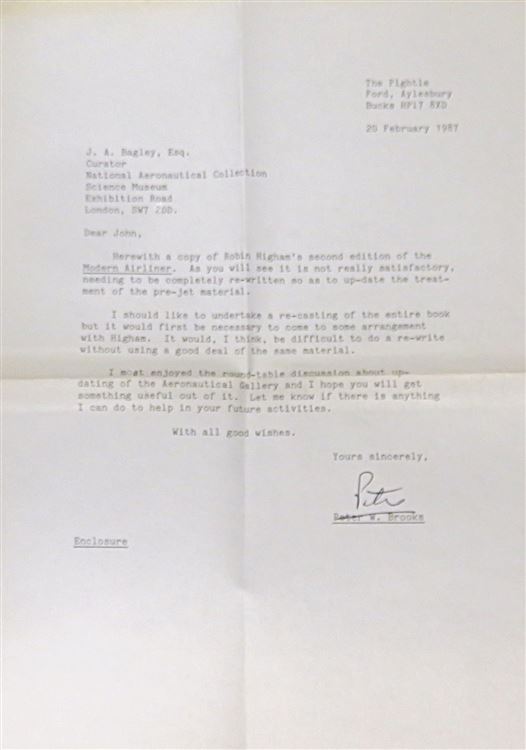 The Pightle
Ford, Aylesbury
Bucks HP17 8XD
20 February 1987
J. A. Bagley, Esq.
Curator
National Aeronautical Collection
Science Museum
Exhibition Road
London, SW7 2DD.
Dear John,
Herewith a copy of Robin Higham's second edition of the
Modern Airliner. As you will see it is not really satisfactory,
needing to be completely re-written so as to up-date the treat-
ment of the pre-jet material.
I should like to undertake a re-casting of the entire book
but it would first be necessary to come to some arrangement
with Higham. It would, I think, be difficult to do a re-write
without using a good deal of the same material.
I most enjoyed the round-table discussion about up-
dating of the Aeronautical Gallery and I hope you will get
something useful out of it. Let me know if there is anything
I can do to help in your future activities.
With all good wishes.
Yours sincerely,
Peter
Peter W. Brooks
Enclosure